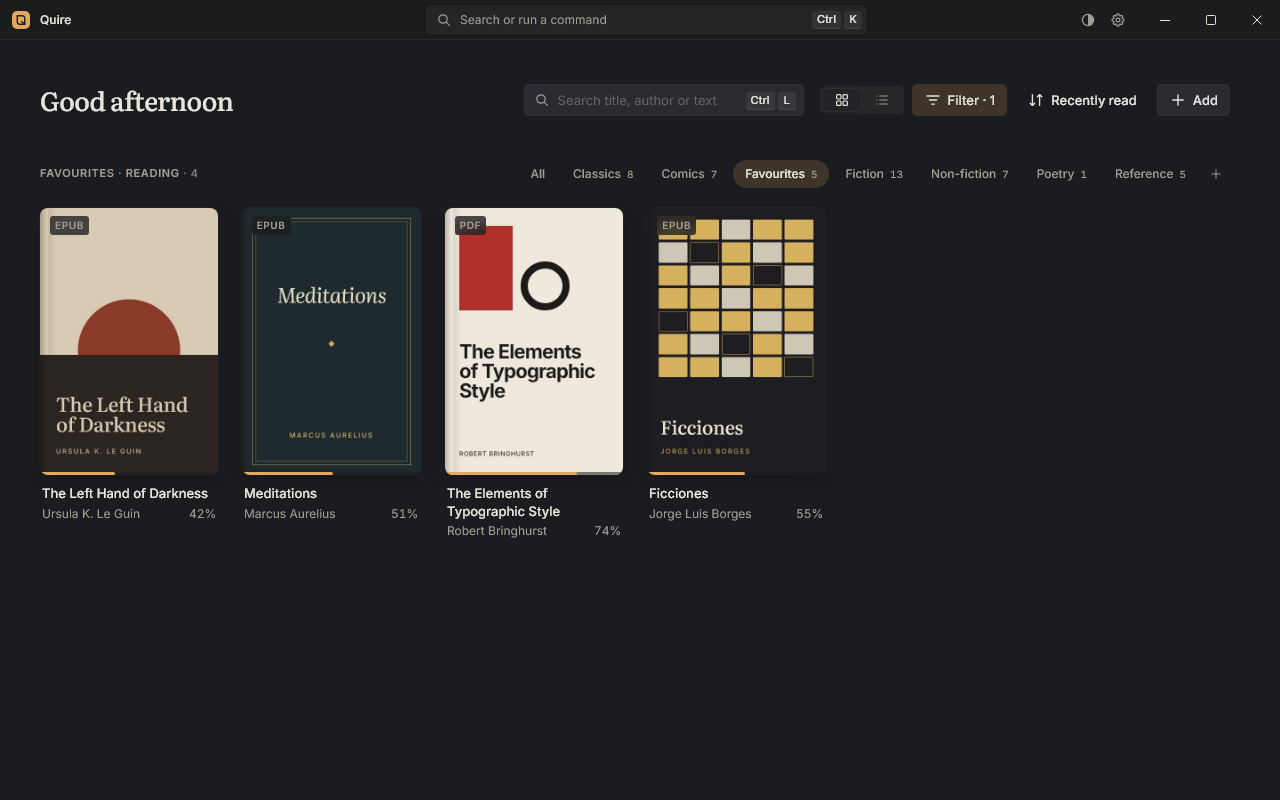 Quire
Search or run a command Ctrl K
Good afternoon
Search title, author or text Ctrl L
Filter · 1
Recently read
Add
FAVOURITES · READING · 4
All
Classics 8
Comics 7
Favourites 5
Fiction 13
Non-fiction 7
Poetry 1
Reference 5
EPUB
The Left Hand
of Darkness
URSULA K. LE GUIN
The Left Hand of Darkness
Ursula K. Le Guin 42%
EPUB
Meditations
MARCUS AURELIUS
Meditations
Marcus Aurelius 51%
PDF
The Elements
of Typographic
Style
ROBERT BRINGHURST
The Elements of
Typographic Style
Robert Bringhurst 74%
EPUB
Ficciones
JORGE LUIS BORGES
Ficciones
Jorge Luis Borges 55%